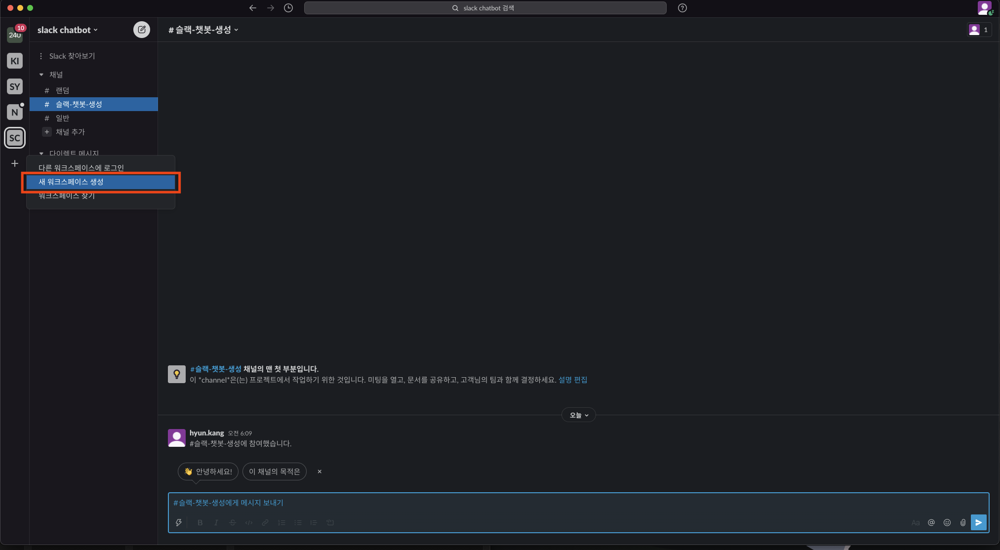 slack chatbot 검색
10
240
KI
SY
N
SC
slack chatbot
Slack 찾아보기
채널
# 랜덤
# 슬랙-챗봇-생성
# 일반
+ 채널 추가
다이렉트 메시지
다른 워크스페이스에 로그인
새 워크스페이스 생성
워크스페이스 찾기
# 슬랙-챗봇-생성
1
#슬랙-챗봇-생성 채널의 맨 첫 부분입니다.
이 *channel*은(는) 프로젝트에서 작업하기 위한 것입니다. 미팅을 열고, 문서를 공유하고, 고객님의 팀과 함께 결정하세요. 설명 편집
오늘
hyun.kang 오전 6:09
#슬랙-챗봇-생성에 참여했습니다.
👋 안녕하세요! 이 채널의 목적은
#슬랙-챗봇-생성에게 메시지 보내기
B I S Aa @